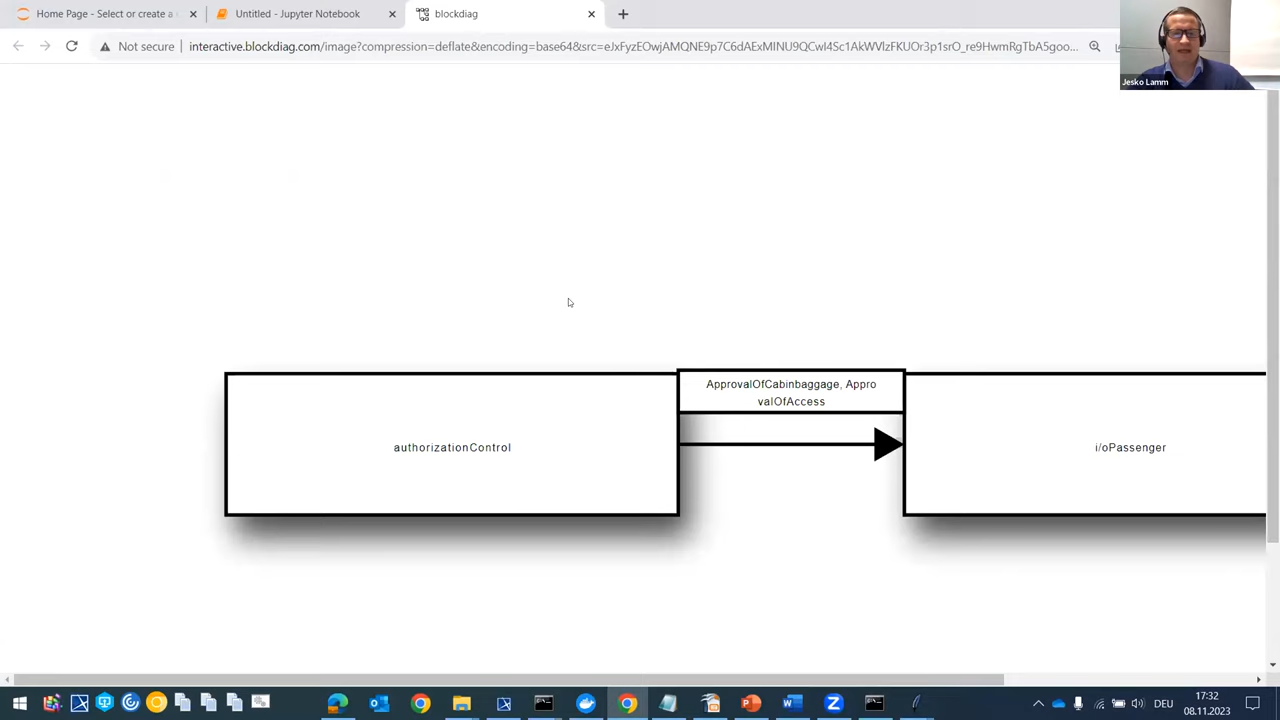 Home Page - Select or create a
Untitled - Jupyter Notebook
blockdiag
Not secure
interactive.blockdiag.com/image?compression=deflate&encoding=base64&src=eJxFyzEOwjAMQNE9p7C6dAExMlNU9QCwI4Sc1AkWVlzFKUOr3p1srO_re9HwmRgTbA5goo...
Jesko Lamm
ApprovalOfCabinbaggage, Appro
valOfAccess
authorizationControl
i/oPassenger
DEU
17:32
08.11.2023